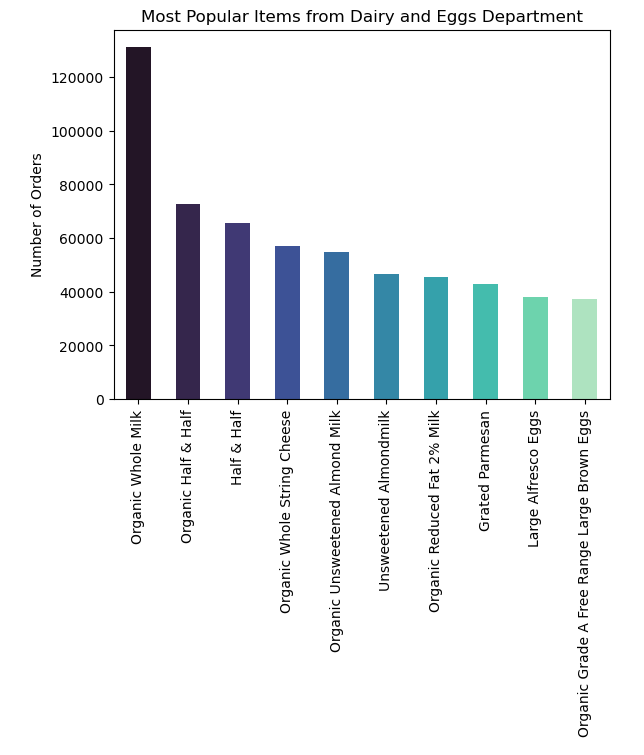 Most Popular Items from Dairy and Eggs Department
Number of Orders
120000
100000
80000
60000
40000
20000
0
Organic Whole Milk
Organic Half & Half
Half & Half
Organic Whole String Cheese
Organic Unsweetened Almond Milk
Unsweetened Almondmilk
Organic Reduced Fat 2% Milk
Grated Parmesan
Large Alfresco Eggs
Organic Grade A Free Range Large Brown Eggs